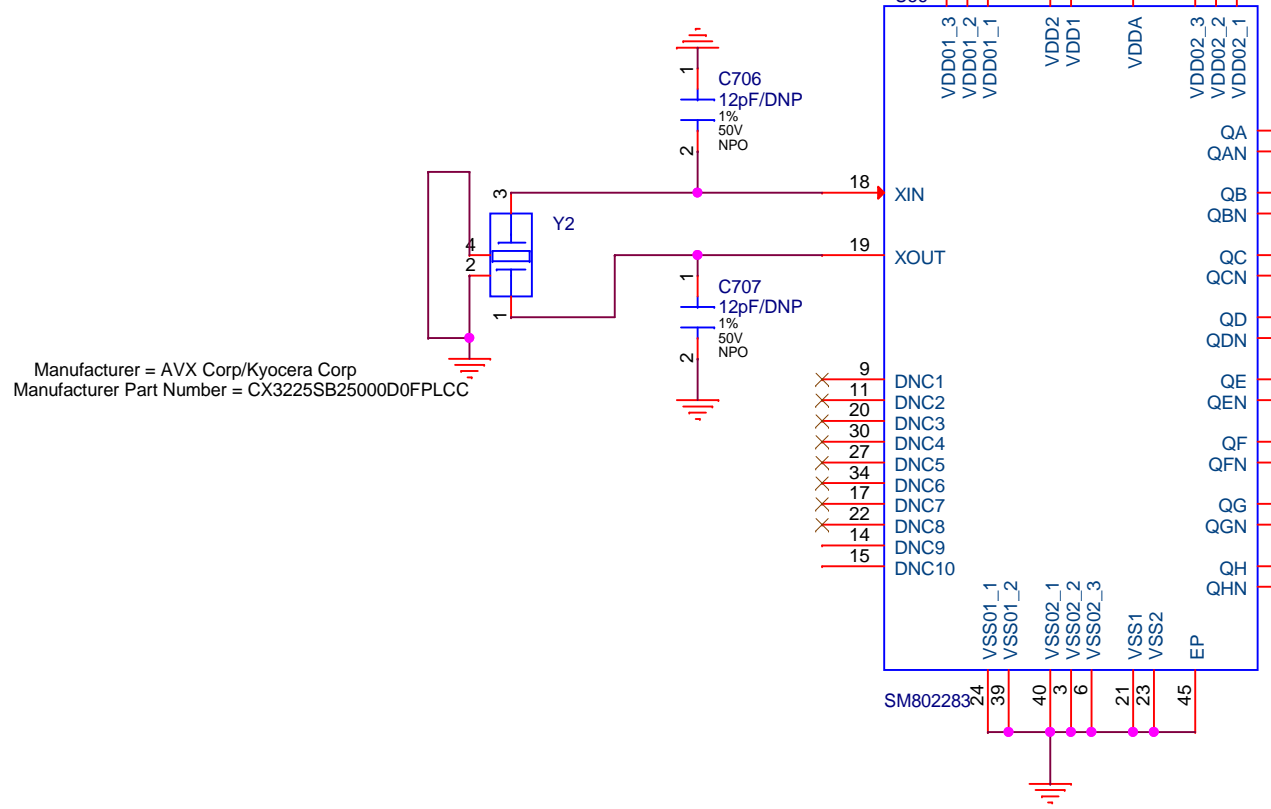 VDD01_3
VDD01_2
VDD01_1
VDD2
VDD1
VDDA
VDD02_3
VDD02_2
VDD02_1
1
C706
12pF/DNP
1%
50V
NPO
2
QA
QAN
3
18
XIN
QB
QBN
Y2
4
2
19
XOUT
QC
QCN
1
1
C707
12pF/DNP
1%
50V
NPO
2
QD
QDN
Manufacturer = AVX Corp/Kyocera Corp
Manufacturer Part Number = CX3225SB25000D0FPLCC
9
DNC1
QE
11
DNC2
QEN
20
DNC3
30
DNC4
QF
27
DNC5
QFN
34
DNC6
17
DNC7
QG
22
DNC8
QGN
14
DNC9
15
DNC10
QH
QHN
VSS01_1
VSS01_2
VSS02_1
VSS02_2
VSS02_3
VSS1
VSS2
EP
SM802283
24
39
40
3
6
21
23
45